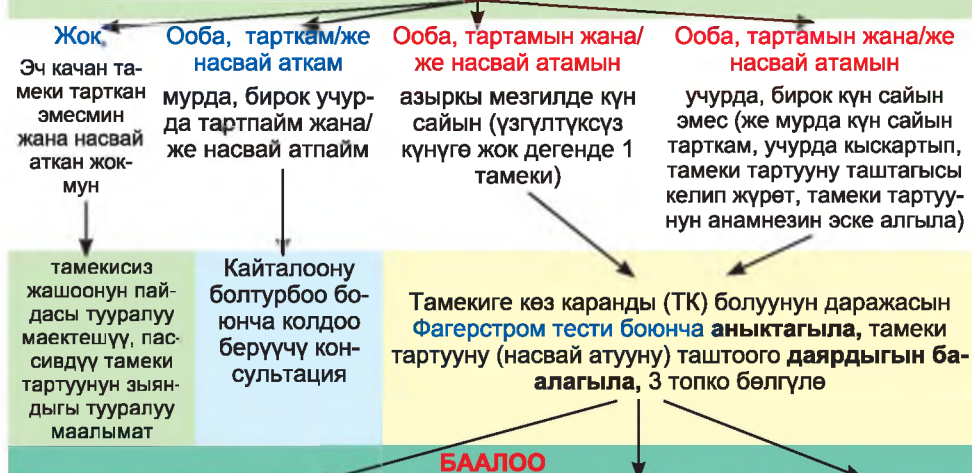 Жок
Эч качан та-
меки тарткан
эмесмин
жана насвай
аткан жок-
мун
Ооба, тарткам/же
насвай аткам
мурда, бирок учур-
да тартпайм жана/
же насвай атпайм
Ооба, тартамын жана/
же насвай атамын
азыркы мезгилде күн
сайын (үзгүлтүксүз
күнүгө жок дегенде 1
тамеки)
Ооба, тартамын жана/же
насвай атамын
учурда, бирок күн сайын
эмес (же мурда күн сайын
тарткам, учурда кыскартып,
тамеки тартууну таштагысы
келип жүрөт, тамеки тартуу-
нун анамнезин эске алгыла)
тамекисиз
жашоонун пай-
дасы тууралуу
маектешүү, пас-
сивдүү тамеки
тартуунун зыян-
дыгы тууралуу
маалымат
Кайталоону
болтурбоо бо-
юнча колдоо
берүүчү кон-
сультация
Тамекиге көз каранды (ТК) болуунун даражасын
Фагерстром тести боюнча аныктагыла, тамеки
тартууну (насвай атууну) таштоого даярдыгын ба-
алагыла, 3 топко бөлгүлө
БААЛОО